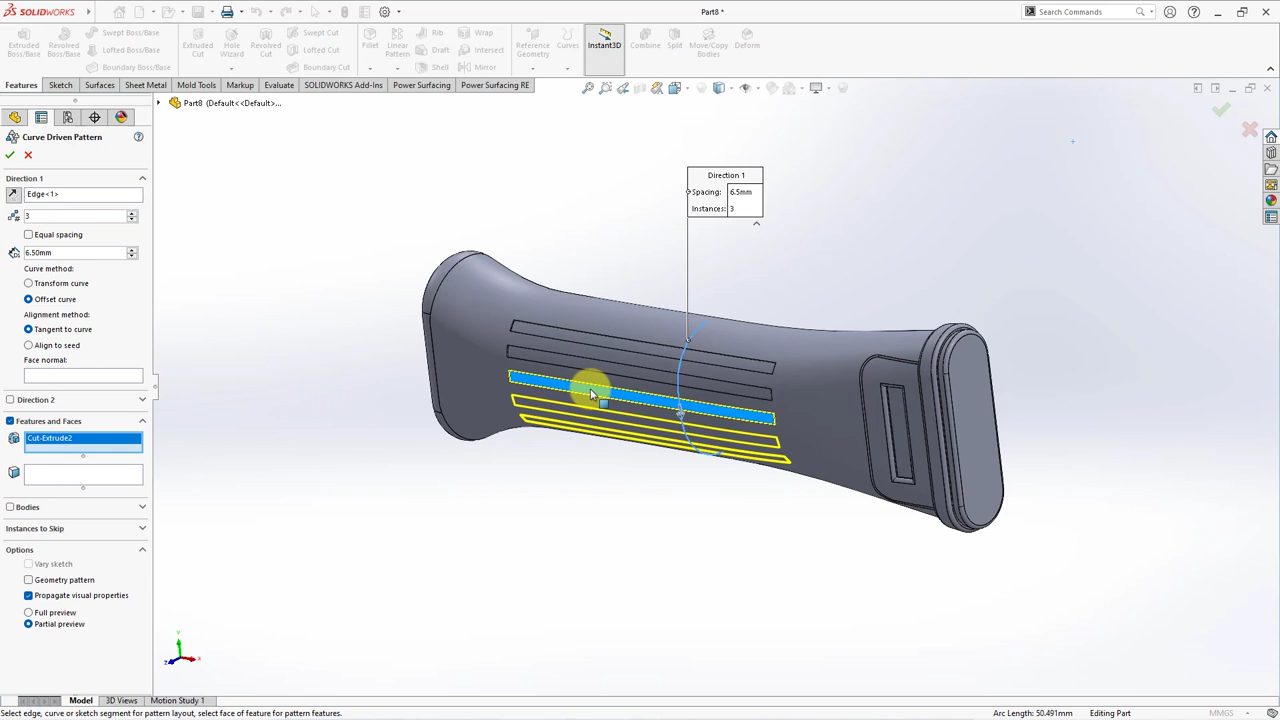 SOLIDWORKS
Part8 *
Search Commands
Extruded Boss/Base
Revolved Boss/Base
Swept Boss/Base
Lofted Boss/Base
Boundary Boss/Base
Extruded Cut
Hole Wizard
Revolved Cut
Swept Cut
Lofted Cut
Boundary Cut
Fillet
Linear Pattern
Rib
Draft
Shell
Wrap
Intersect
Mirror
Reference Geometry
Curves
Instant3D
Combine
Split
Move/Copy Bodies
Deform
Features
Sketch
Surfaces
Sheet Metal
Mold Tools
Markup
Evaluate
SOLIDWORKS Add-Ins
Power Surfacing
Power Surfacing RE
Part8 (Default<<Default>...
Curve Driven Pattern
Direction 1
Edge<1>
3
Equal spacing
6.50mm
Curve method:
Transform curve
Offset curve
Alignment method:
Tangent to curve
Align to seed
Face normal:
Direction 2
Features and Faces
Cut-Extrude2
Bodies
Instances to Skip
Options
Vary sketch
Geometry pattern
Propagate visual properties
Full preview
Partial preview
Direction 1
Spacing: 6.5mm
Instances: 3
Y
Z
X
Model
3D Views
Motion Study 1
Select edge, curve or sketch segment for pattern layout, select face of feature for pattern features.
Arc Length: 50.491mm
Editing Part
MMGS